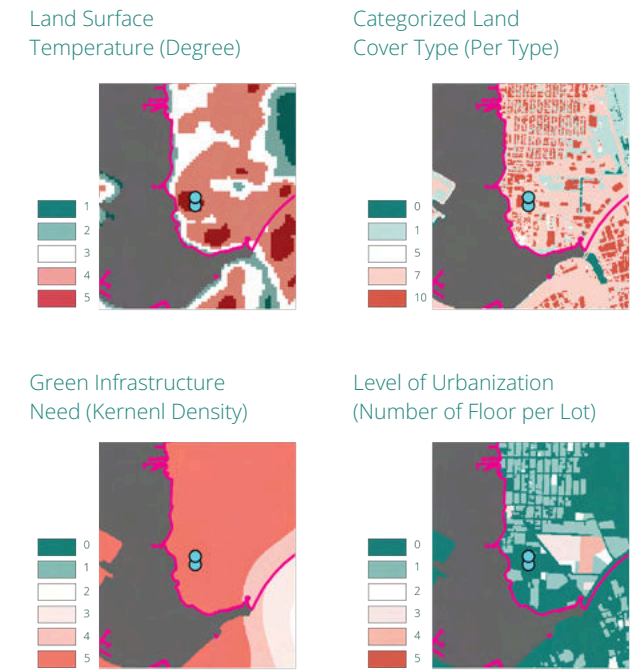 Land Surface
Temperature (Degree)
1
2
3
4
5
Categorized Land
Cover Type (Per Type)
0
1
5
7
10
Green Infrastructure
Need (Kernenl Density)
0
1
2
3
4
5
Level of Urbanization
(Number of Floor per Lot)
0
1
2
3
4
5